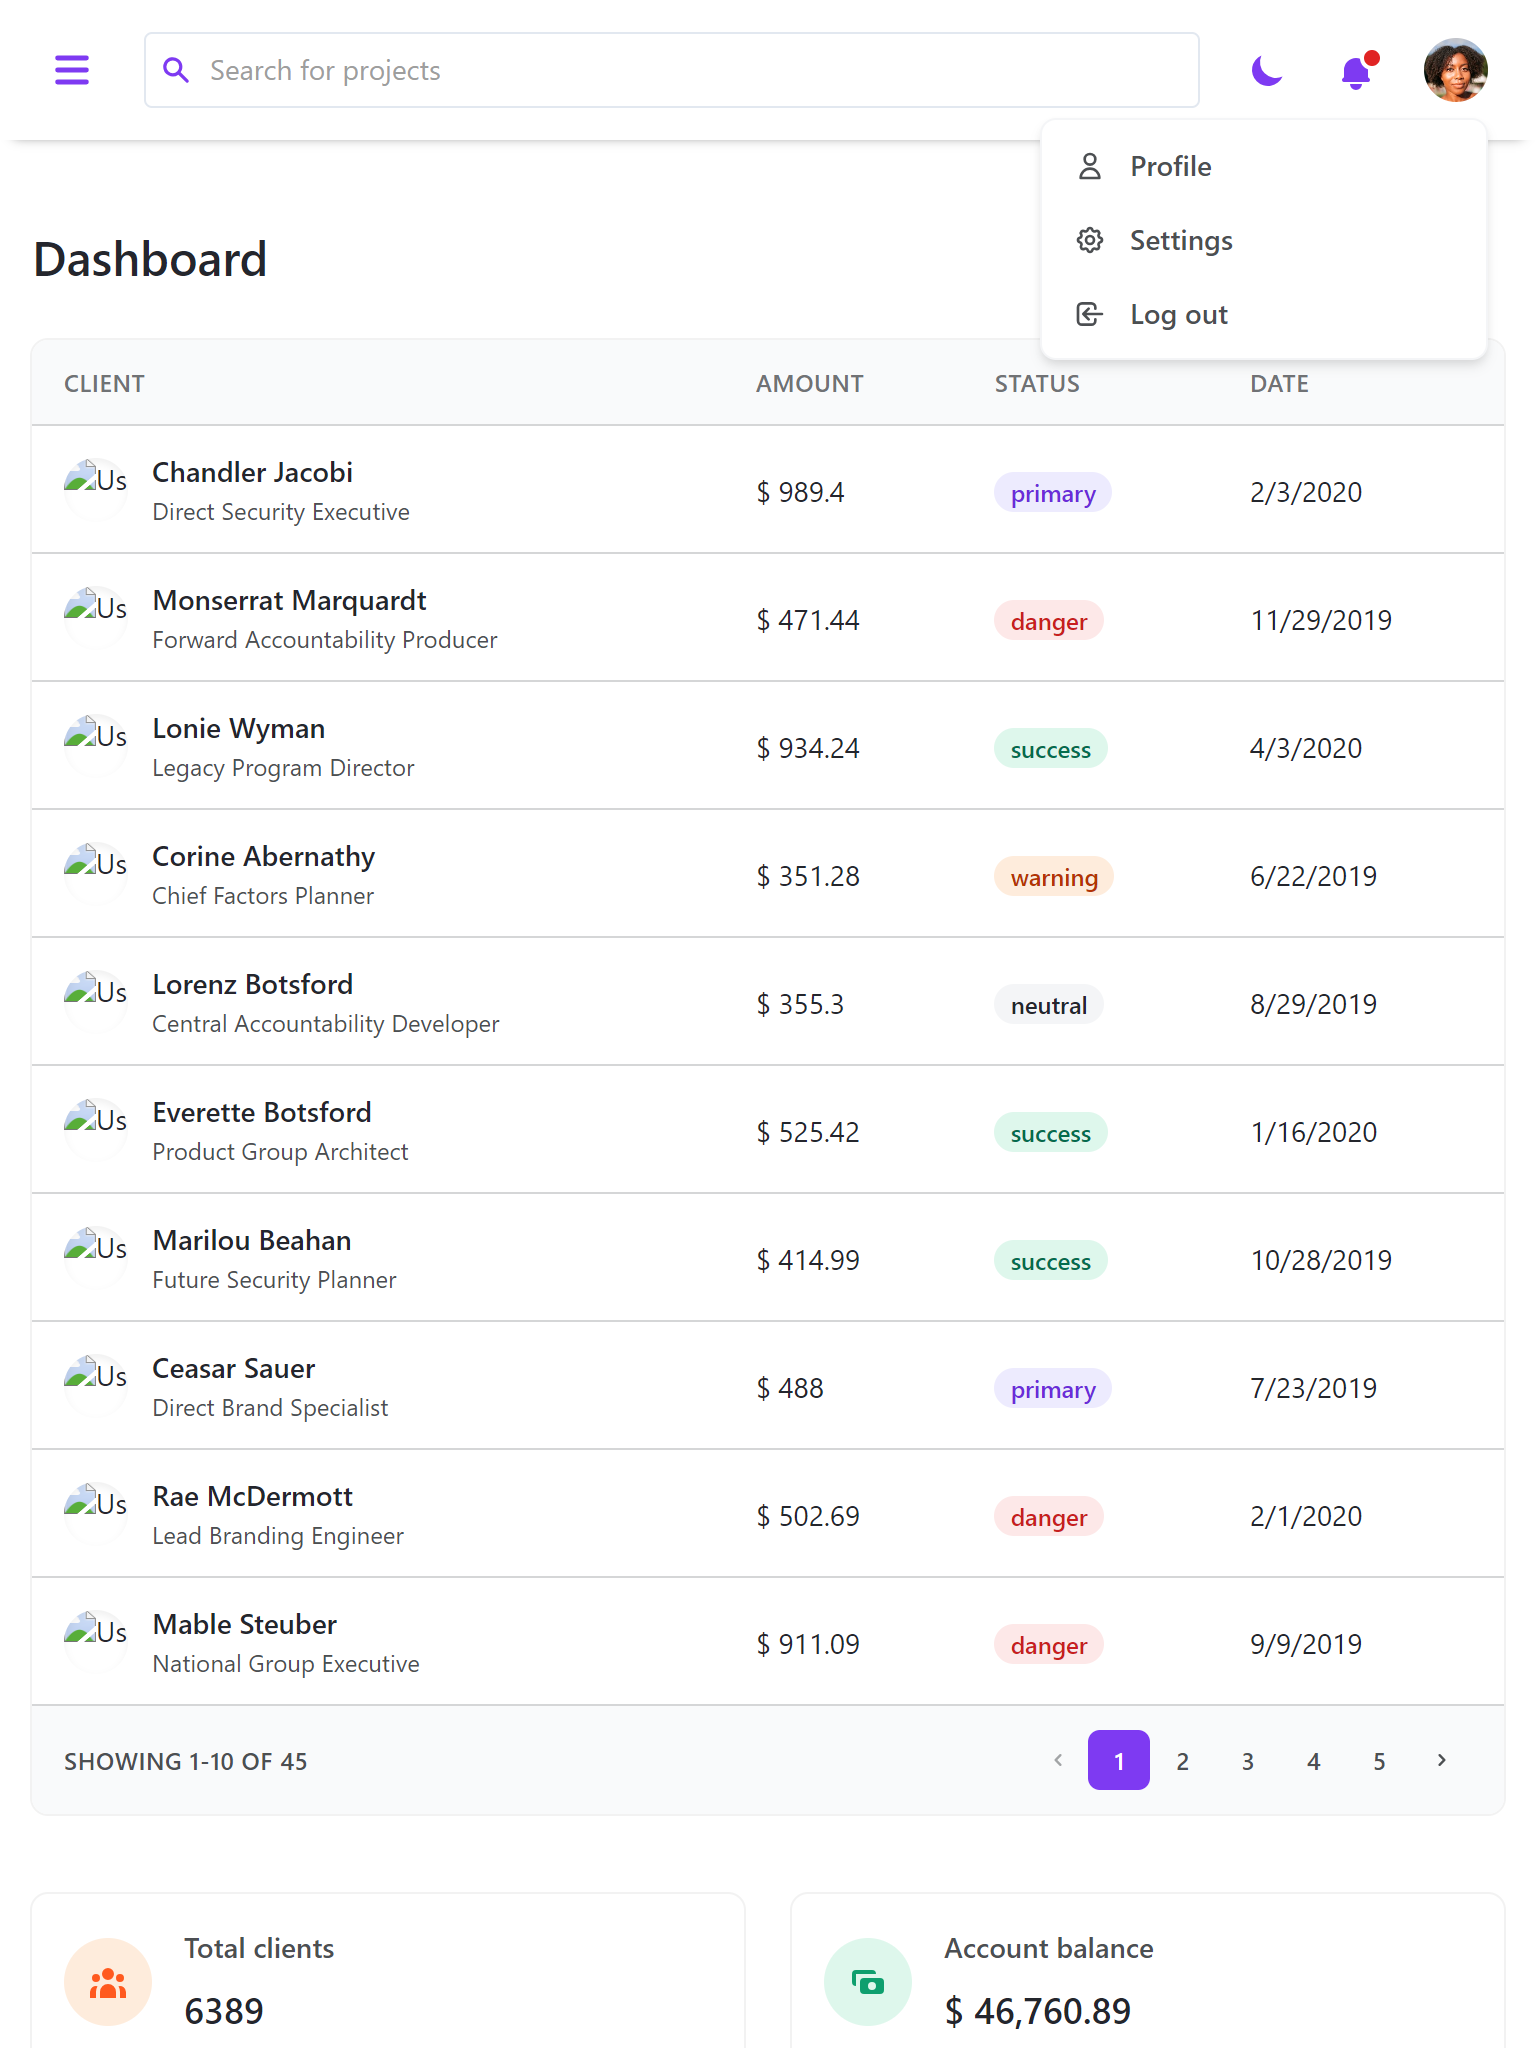 Search for projects
Profile
Settings
Log out
Dashboard
CLIENT AMOUNT STATUS DATE
Us Chandler Jacobi
Direct Security Executive
$ 989.4 primary 2/3/2020
Us Monserrat Marquardt
Forward Accountability Producer
$ 471.44 danger 11/29/2019
Us Lonie Wyman
Legacy Program Director
$ 934.24 success 4/3/2020
Us Corine Abernathy
Chief Factors Planner
$ 351.28 warning 6/22/2019
Us Lorenz Botsford
Central Accountability Developer
$ 355.3 neutral 8/29/2019
Us Everette Botsford
Product Group Architect
$ 525.42 success 1/16/2020
Us Marilou Beahan
Future Security Planner
$ 414.99 success 10/28/2019
Us Ceasar Sauer
Direct Brand Specialist
$ 488 primary 7/23/2019
Us Rae McDermott
Lead Branding Engineer
$ 502.69 danger 2/1/2020
Us Mable Steuber
National Group Executive
$ 911.09 danger 9/9/2019
SHOWING 1-10 OF 45 1 2 3 4 5
Total clients
6389
Account balance
$ 46,760.89